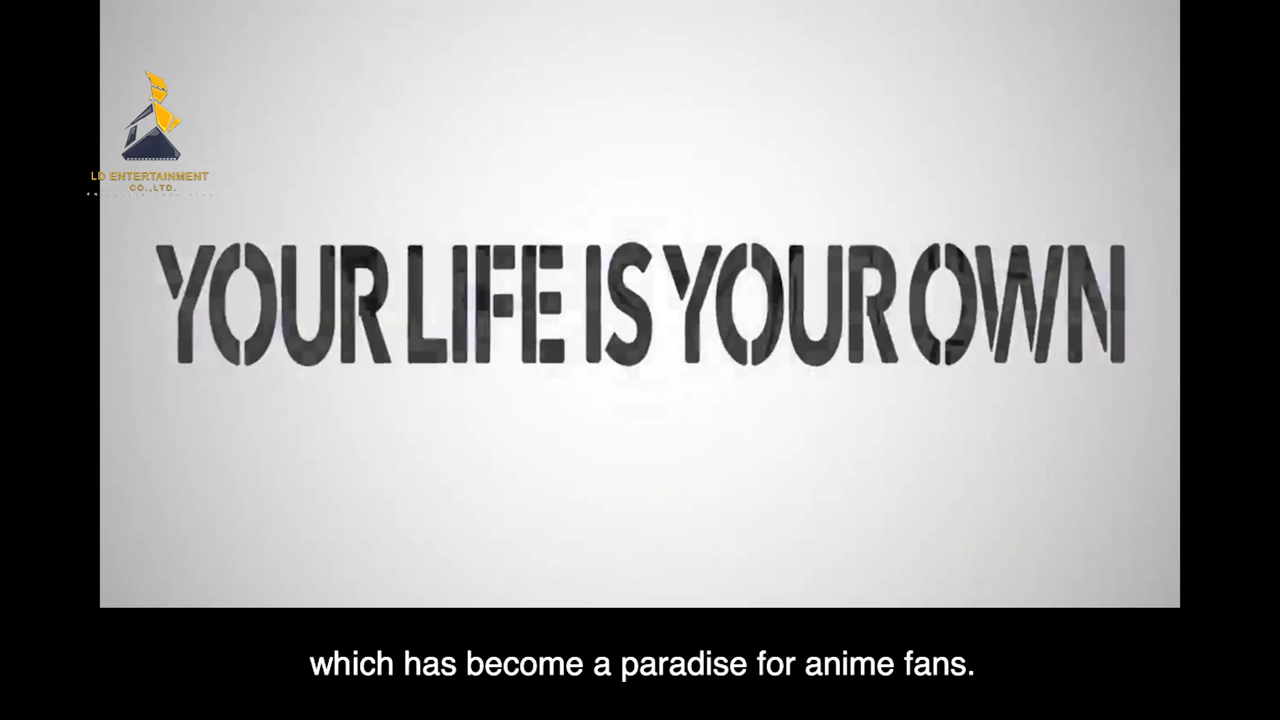 LD ENTERTAINMENT
CO.,LTD.
YOUR LIFE IS YOUR OWN
which has become a paradise for anime fans.